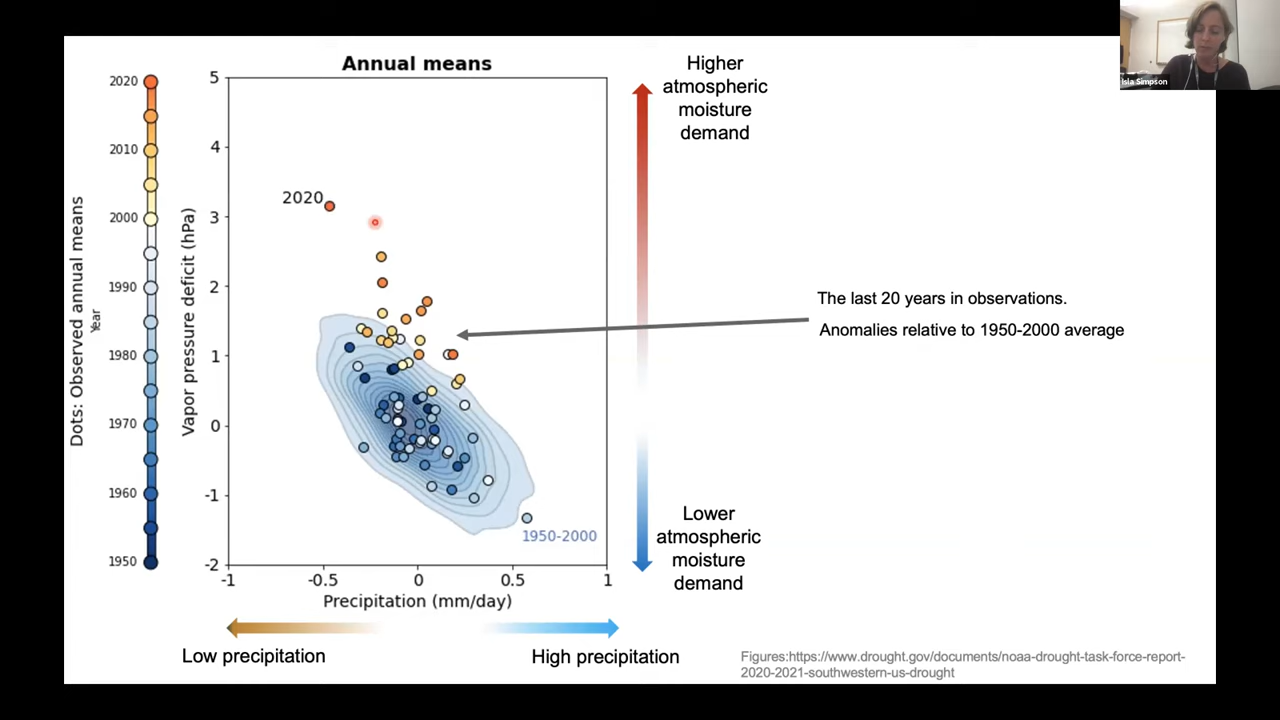 Annual means
2020
2010
2000
1990
1980
1970
1960
1950
Dots: Observed annual means
Year
Vapor pressure deficit (hPa)
5
4
3
2
1
0
-1
-2
2020
1950-2000
-1
-0.5
0
0.5
1
Precipitation (mm/day)
Low precipitation
High precipitation
Higher
atmospheric
moisture
demand
Lower
atmospheric
moisture
demand
The last 20 years in observations.
Anomalies relative to 1950-2000 average
Figures:https://www.drought.gov/documents/noaa-drought-task-force-report-
2020-2021-southwestern-us-drought
Isla Simpson